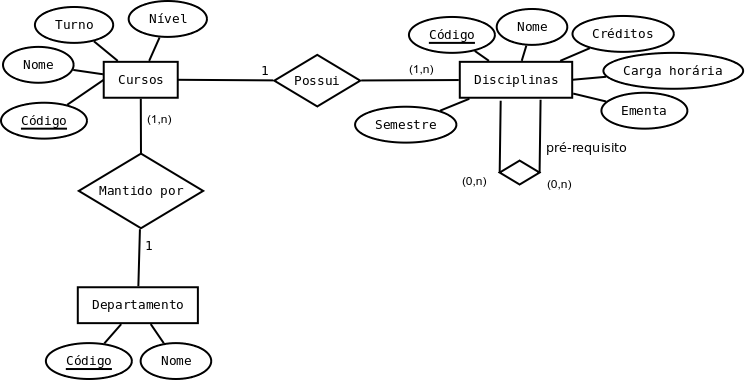 Turno
Nível
Nome
Código
Cursos
1
Possui
(1,n)
Código
Nome
Créditos
Carga horária
Ementa
Disciplinas
Semestre
pré-requisito
(0,n)
(0,n)
(1,n)
Mantido por
1
Departamento
Código
Nome